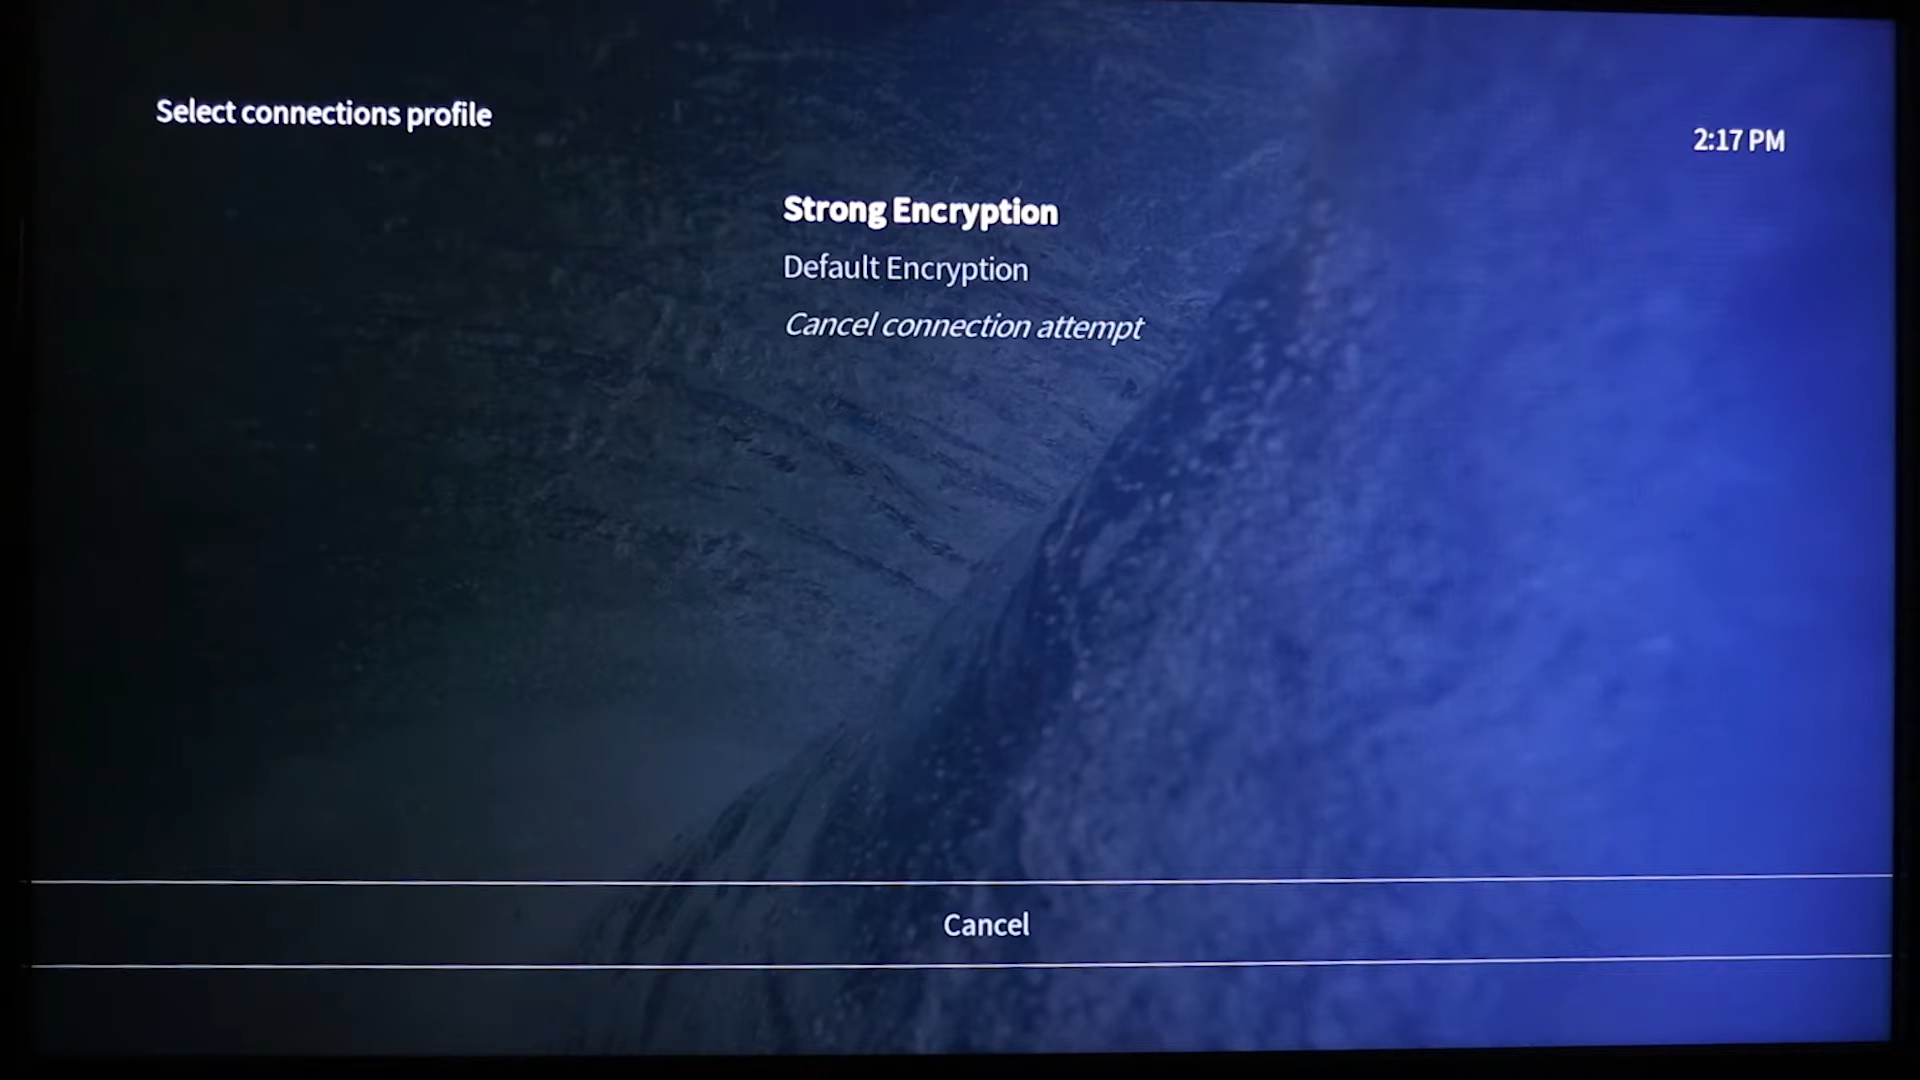 Select connections profile
2:17 PM
Strong Encryption
Default Encryption
Cancel connection attempt
Cancel